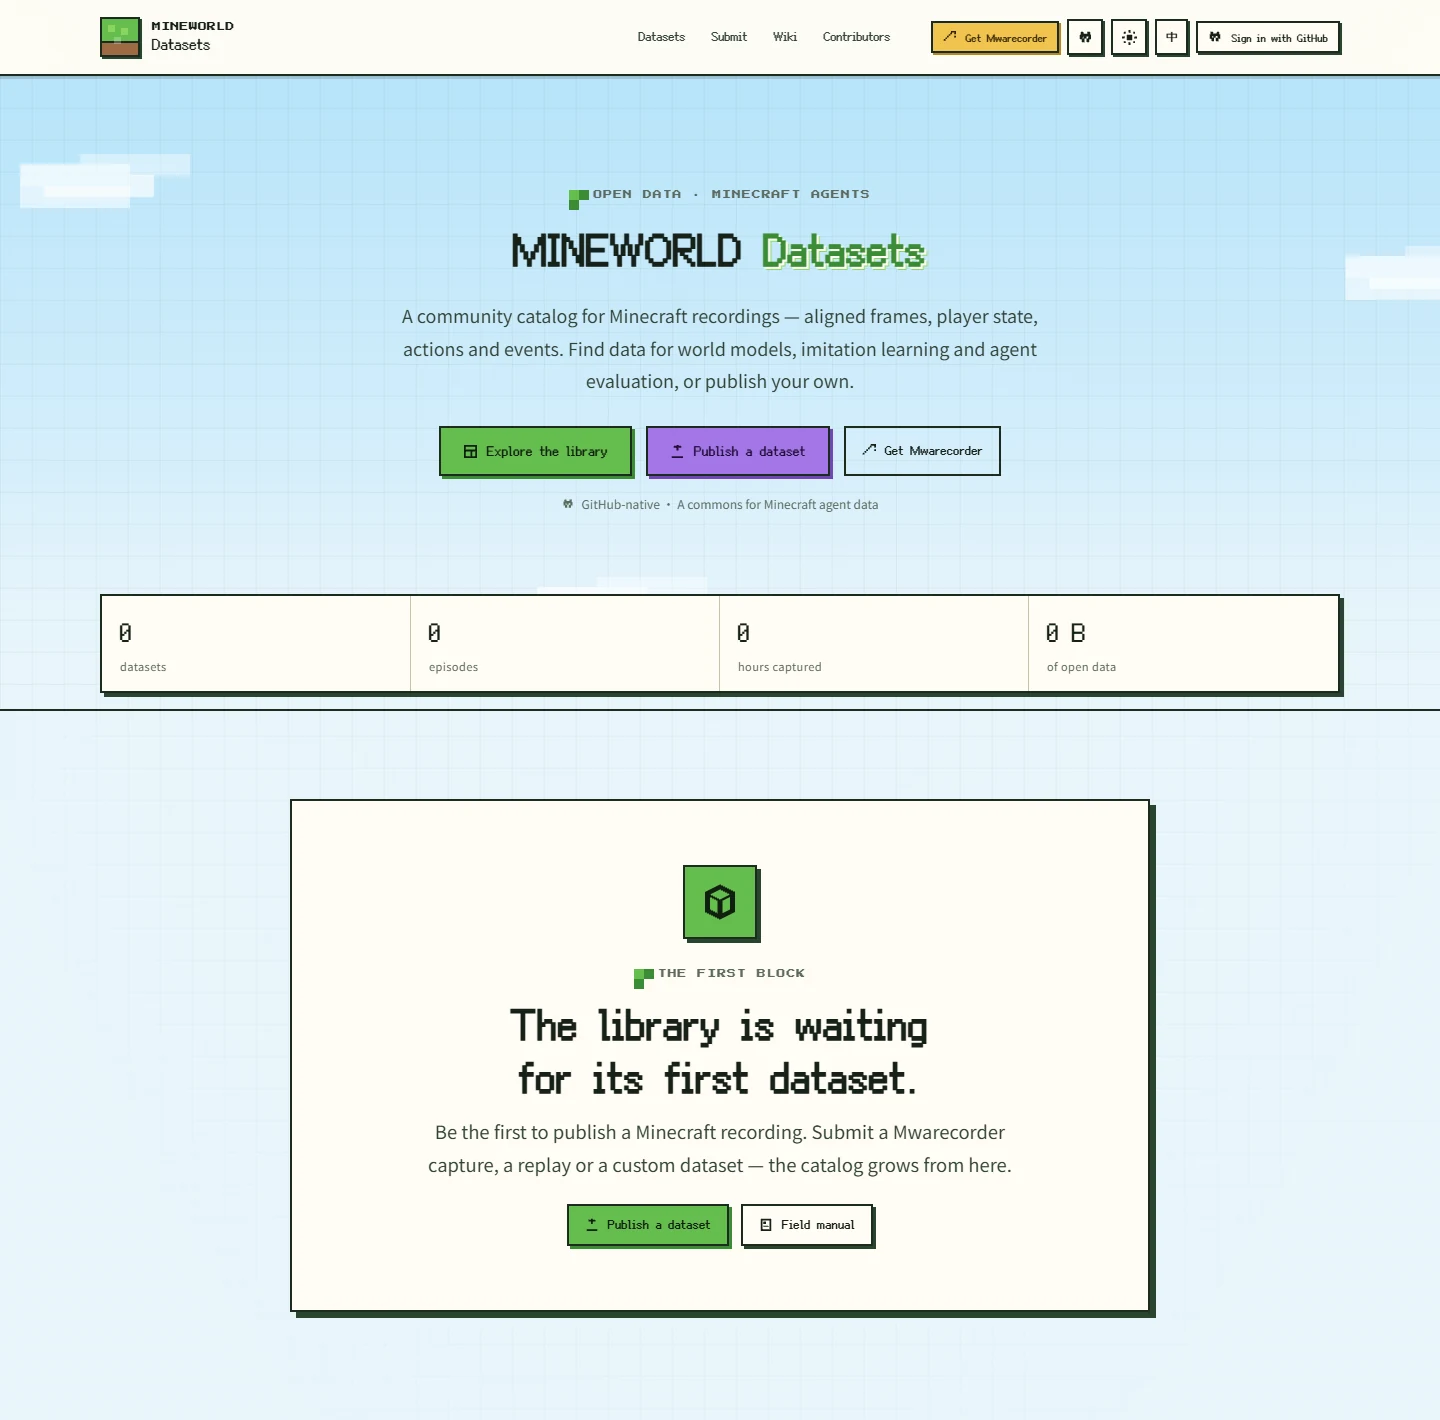 MINEWORLD
Datasets
Datasets
Submit
Wiki
Contributors
Get Mwarecorder
中
Sign in with GitHub
OPEN DATA · MINECRAFT AGENTS
MINEWORLD Datasets
A community catalog for Minecraft recordings — aligned frames, player state,
actions and events. Find data for world models, imitation learning and agent
evaluation, or publish your own.
Explore the library
Publish a dataset
Get Mwarecorder
GitHub-native • A commons for Minecraft agent data
0
datasets
0
episodes
0
hours captured
0 B
of open data
THE FIRST BLOCK
The library is waiting
for its first dataset.
Be the first to publish a Minecraft recording. Submit a Mwarecorder
capture, a replay or a custom dataset — the catalog grows from here.
Publish a dataset
Field manual